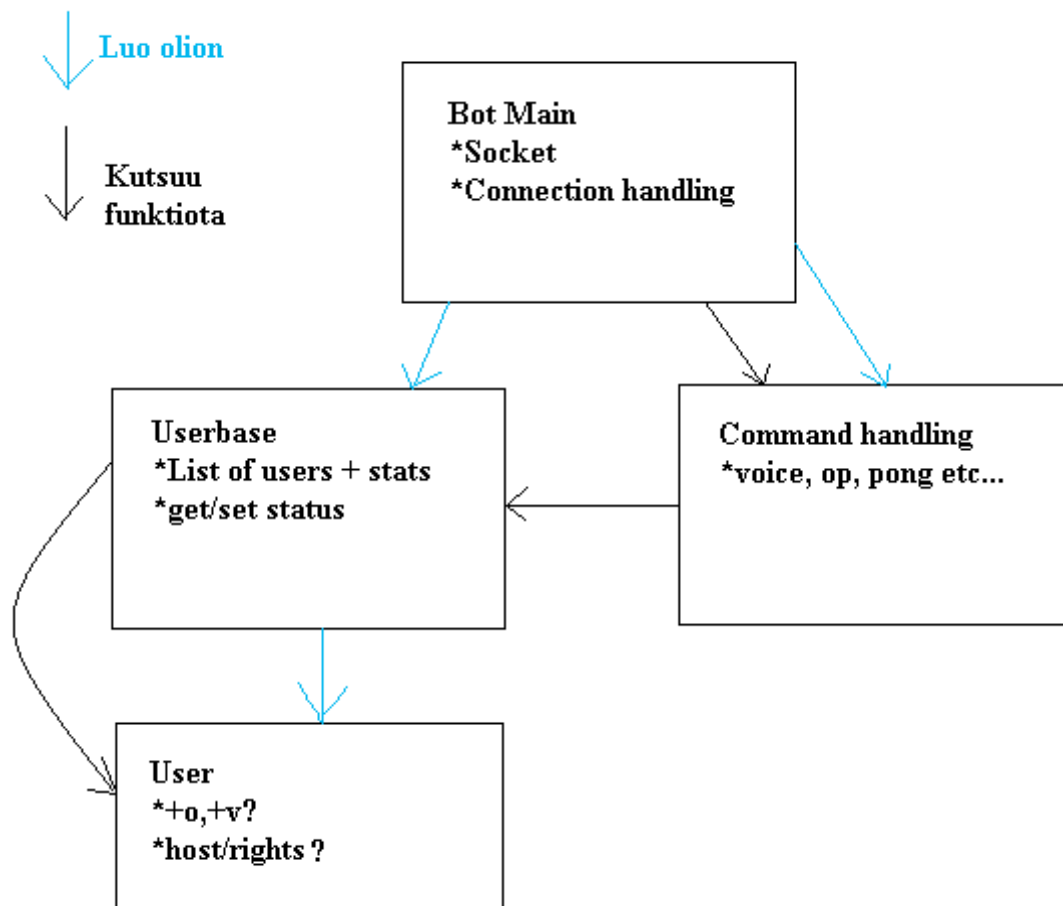 Luo olion
Kutsuu
funktiota
Bot Main
*Socket
*Connection handling
Userbase
*List of users + stats
*get/set status
Command handling
*voice, op, pong etc...
User
*+o,+v?
*host/rights ?